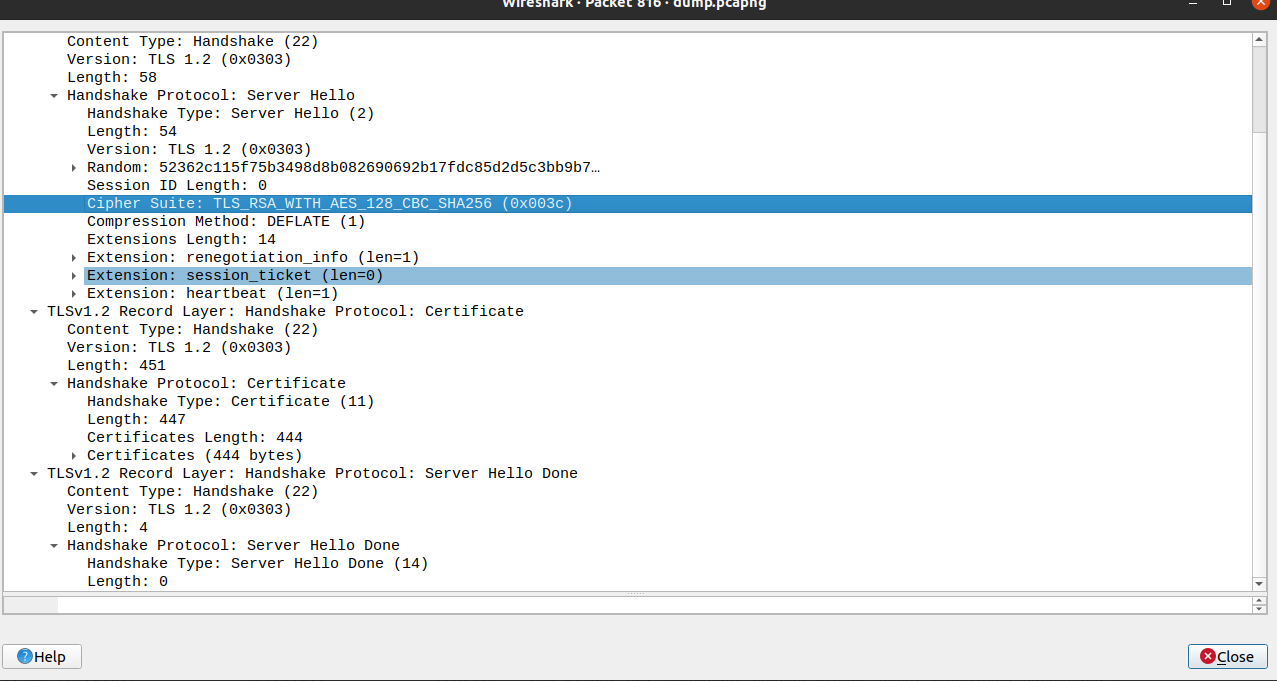 Wireshark · Packet 816 · dump.pcapng
Content Type: Handshake (22)
Version: TLS 1.2 (0x0303)
Length: 58
Handshake Protocol: Server Hello
Handshake Type: Server Hello (2)
Length: 54
Version: TLS 1.2 (0x0303)
Random: 52362c115f75b3498d8b082690692b17fdc85d2d5c3bb9b7…
Session ID Length: 0
Cipher Suite: TLS_RSA_WITH_AES_128_CBC_SHA256 (0x003c)
Compression Method: DEFLATE (1)
Extensions Length: 14
Extension: renegotiation_info (len=1)
Extension: session_ticket (len=0)
Extension: heartbeat (len=1)
TLSv1.2 Record Layer: Handshake Protocol: Certificate
Content Type: Handshake (22)
Version: TLS 1.2 (0x0303)
Length: 451
Handshake Protocol: Certificate
Handshake Type: Certificate (11)
Length: 447
Certificates Length: 444
Certificates (444 bytes)
TLSv1.2 Record Layer: Handshake Protocol: Server Hello Done
Content Type: Handshake (22)
Version: TLS 1.2 (0x0303)
Length: 4
Handshake Protocol: Server Hello Done
Handshake Type: Server Hello Done (14)
Length: 0
Help
Close